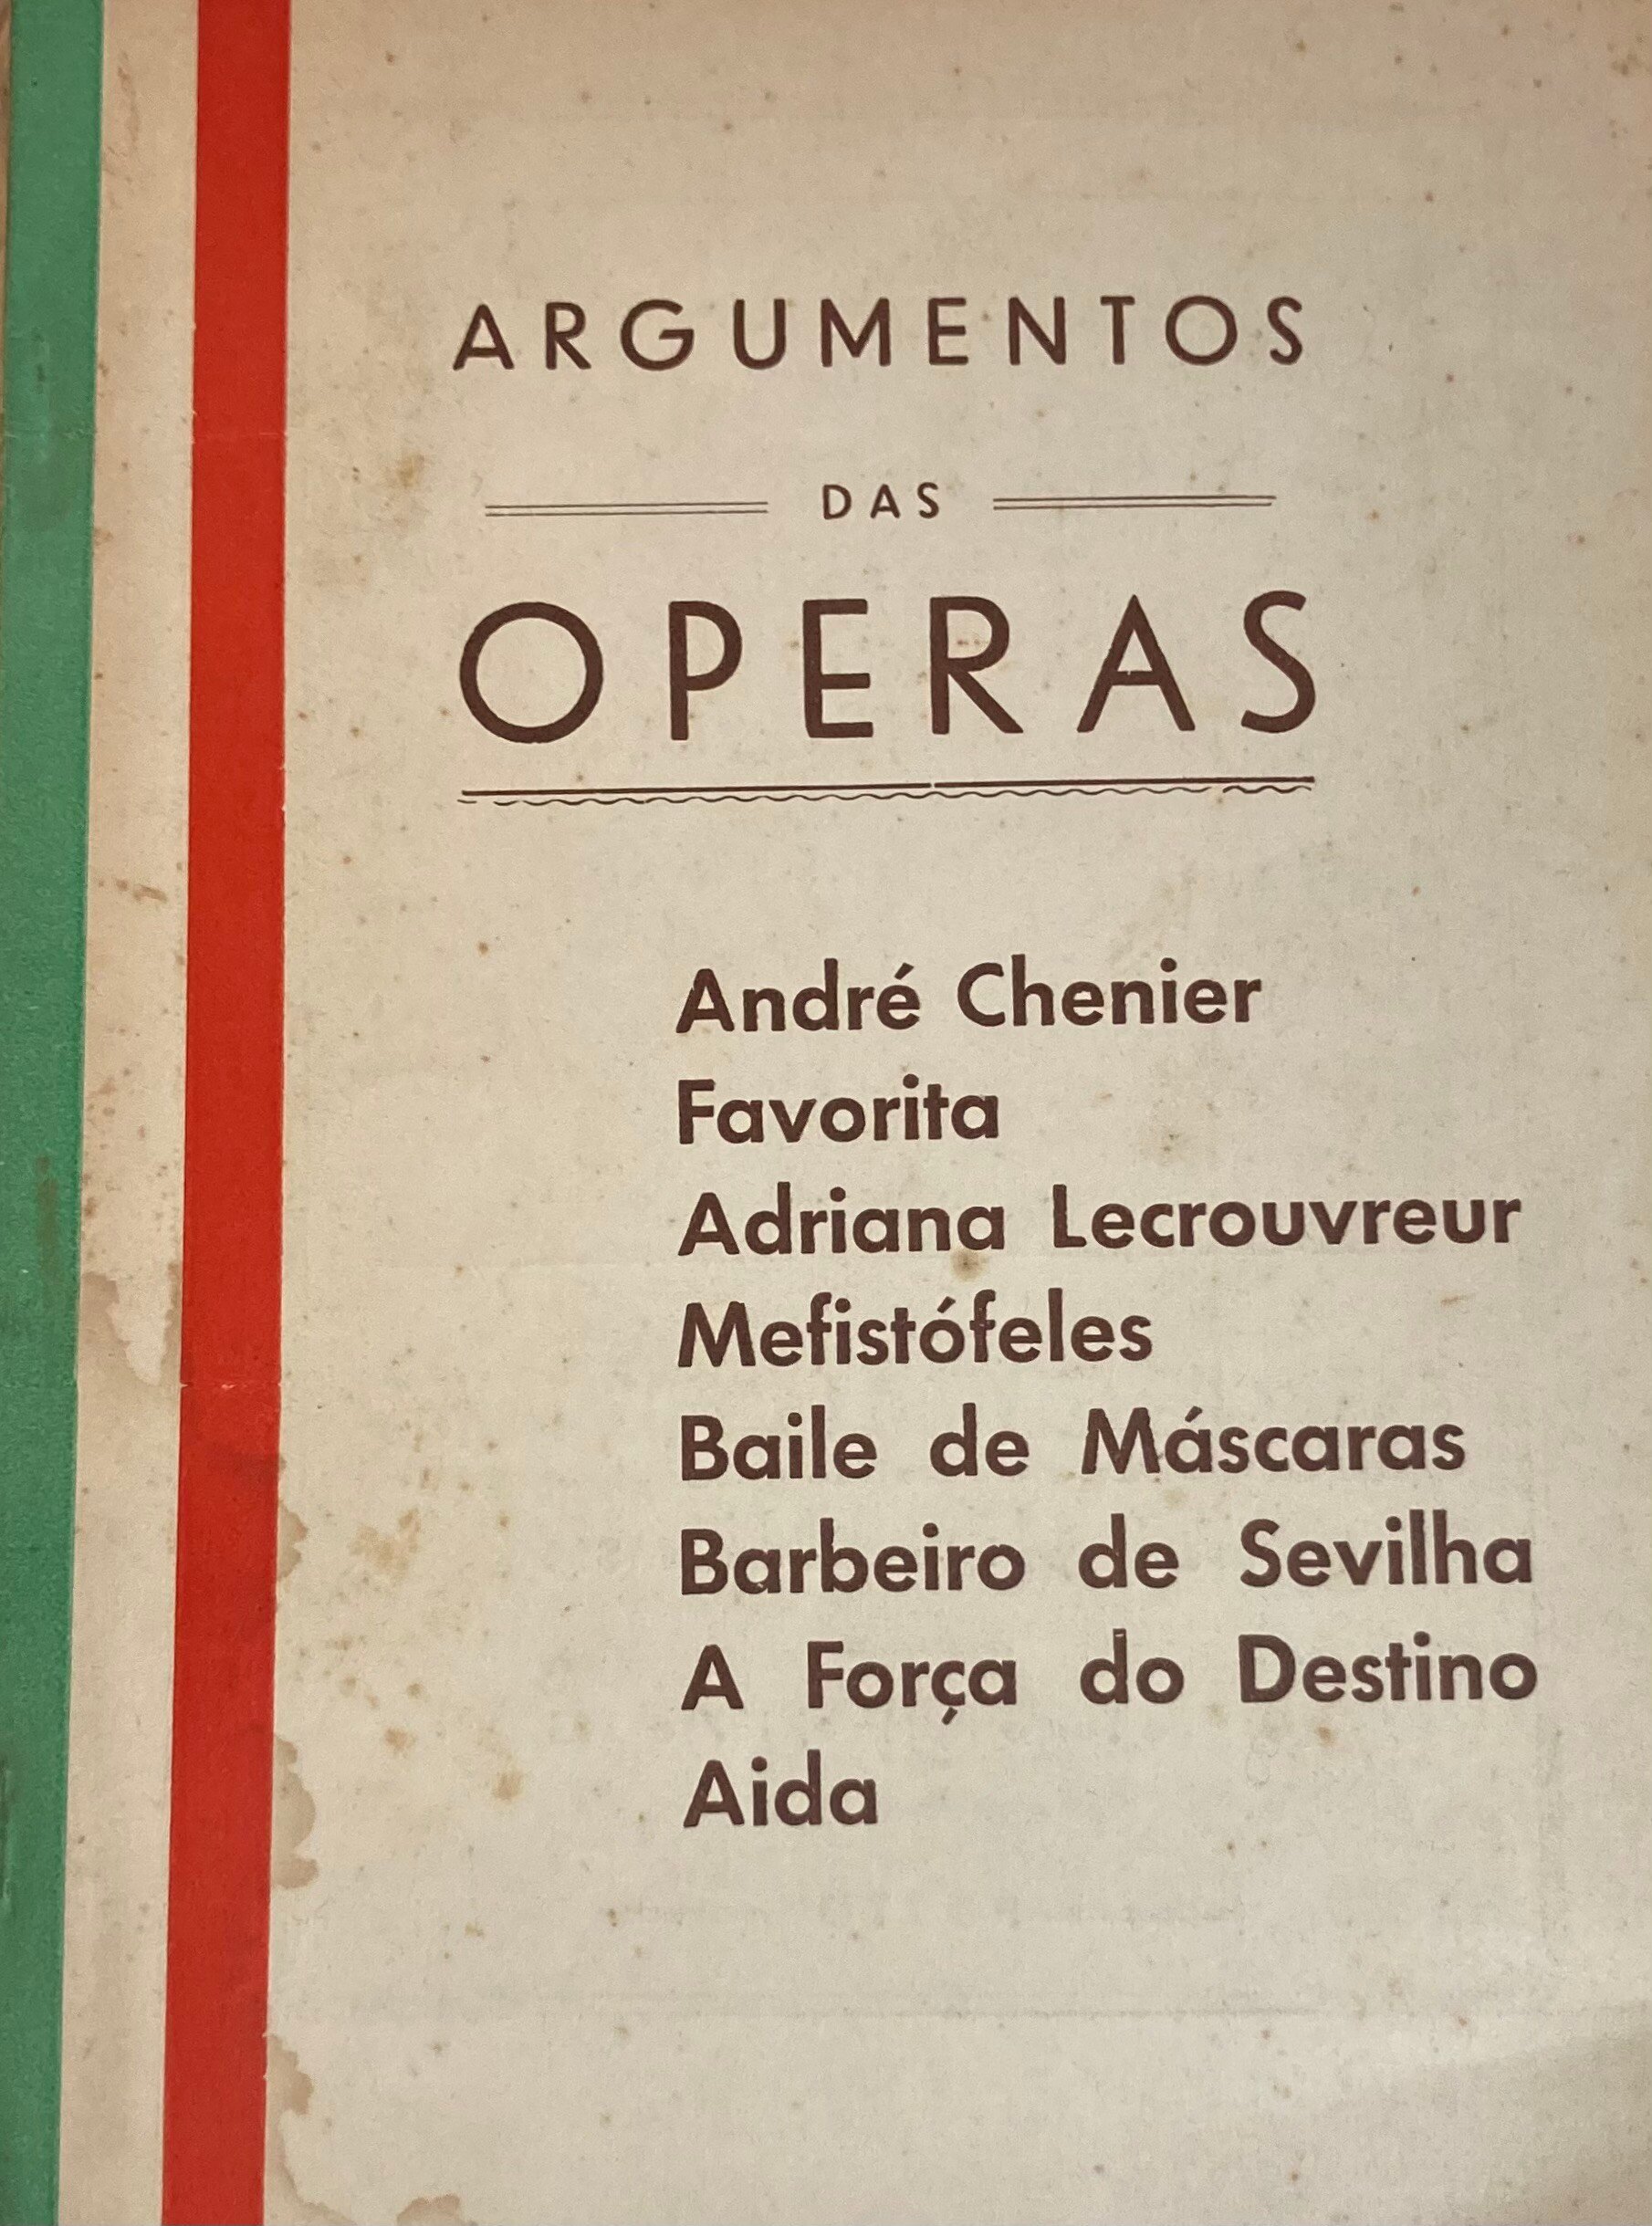 ARGUMENTOS
DAS
OPERAS
André Chenier
Favorita
Adriana Lecrouvreur
Mefistófeles
Baile de Máscaras
Barbeiro de Sevilha
A Força do Destino
Aida